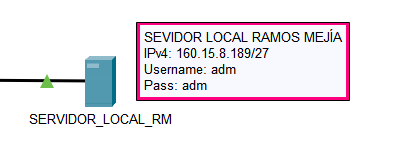 SEVIDOR LOCAL RAMOS MEJÍA
IPv4: 160.15.8.189/27
Username: adm
Pass: adm
SERVIDOR_LOCAL_RM